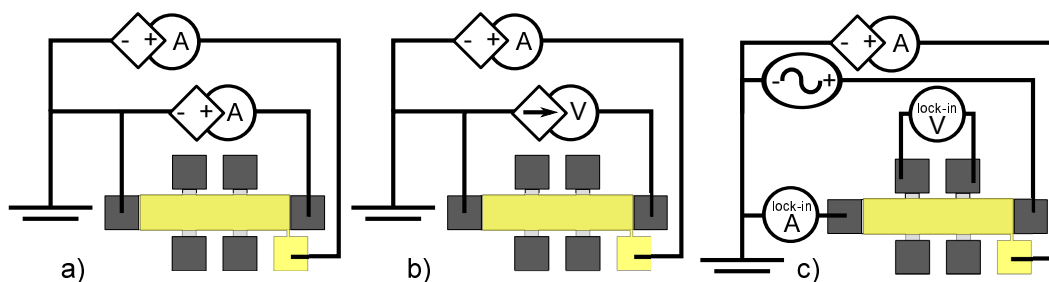 - + A
- + A
a)
- + A
V
b)
- + A
- +
lock-in
V
lock-in
A
c)